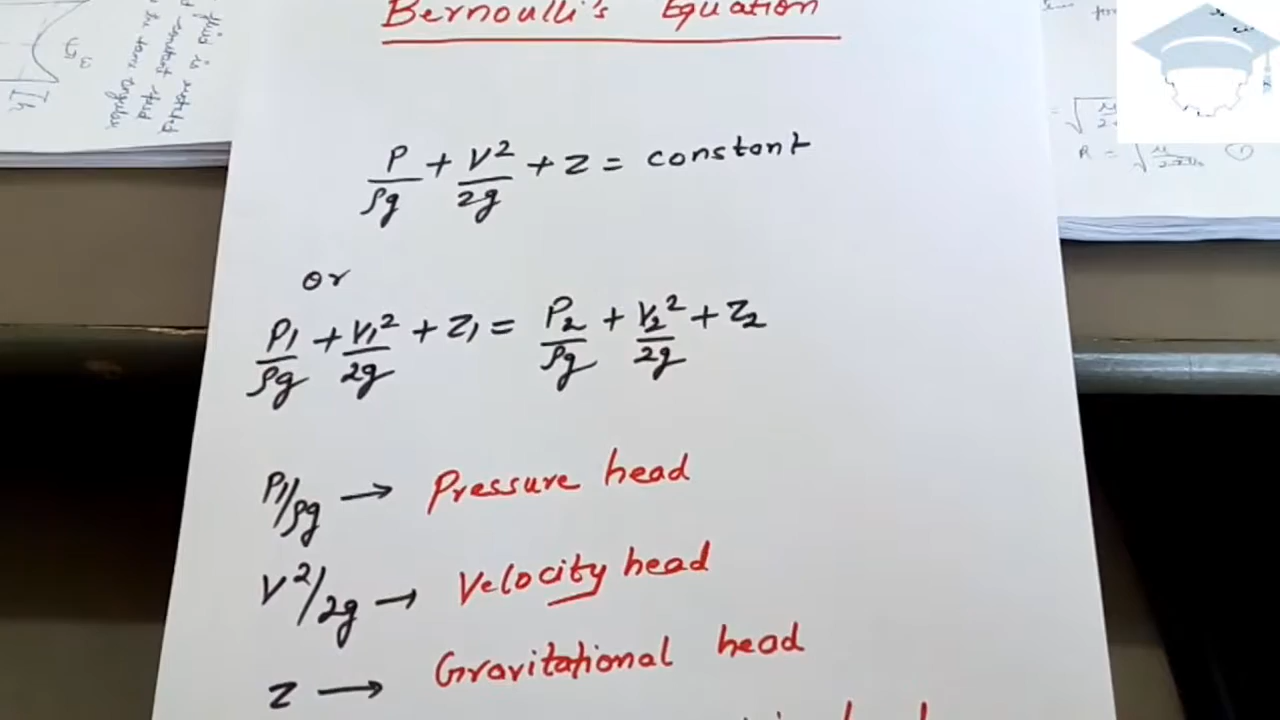 Bernoulli's Equation
P/ρg + V²/2g + Z = constant
or
P₁/ρg + V₁²/2g + Z₁ = P₂/ρg + V₂²/2g + Z₂
P₁/ρg → Pressure head
V²/2g → Velocity head
Z → Gravitational head